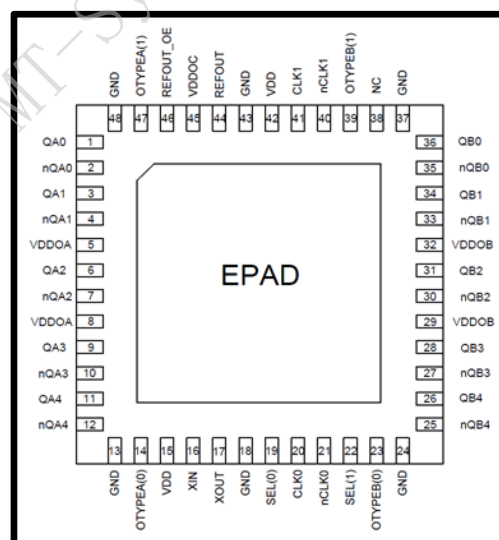 MT-Sy
GND
OTYPEA(1)
REFOUT_OE
VDDOC
REFOUT
GND
VDD
CLK1
nCLK1
OTYPEB(1)
NC
GND
48 47 46 45 44 43 42 41 40 39 38 37
QA0 1 36 QB0
nQA0 2 35 nQB0
QA1 3 34 QB1
nQA1 4 33 nQB1
VDDOA 5 32 VDDOB
QA2 6 31 QB2
EPAD
nQA2 7 30 nQB2
VDDOA 8 29 VDDOB
QA3 9 28 QB3
nQA3 10 27 nQB3
QA4 11 26 QB4
nQA4 12 25 nQB4
13 14 15 16 17 18 19 20 21 22 23 24
GND
OTYPEA(0)
VDD
XIN
XOUT
GND
SEL(0)
CLK0
nCLK0
SEL(1)
OTYPEB(0)
GND